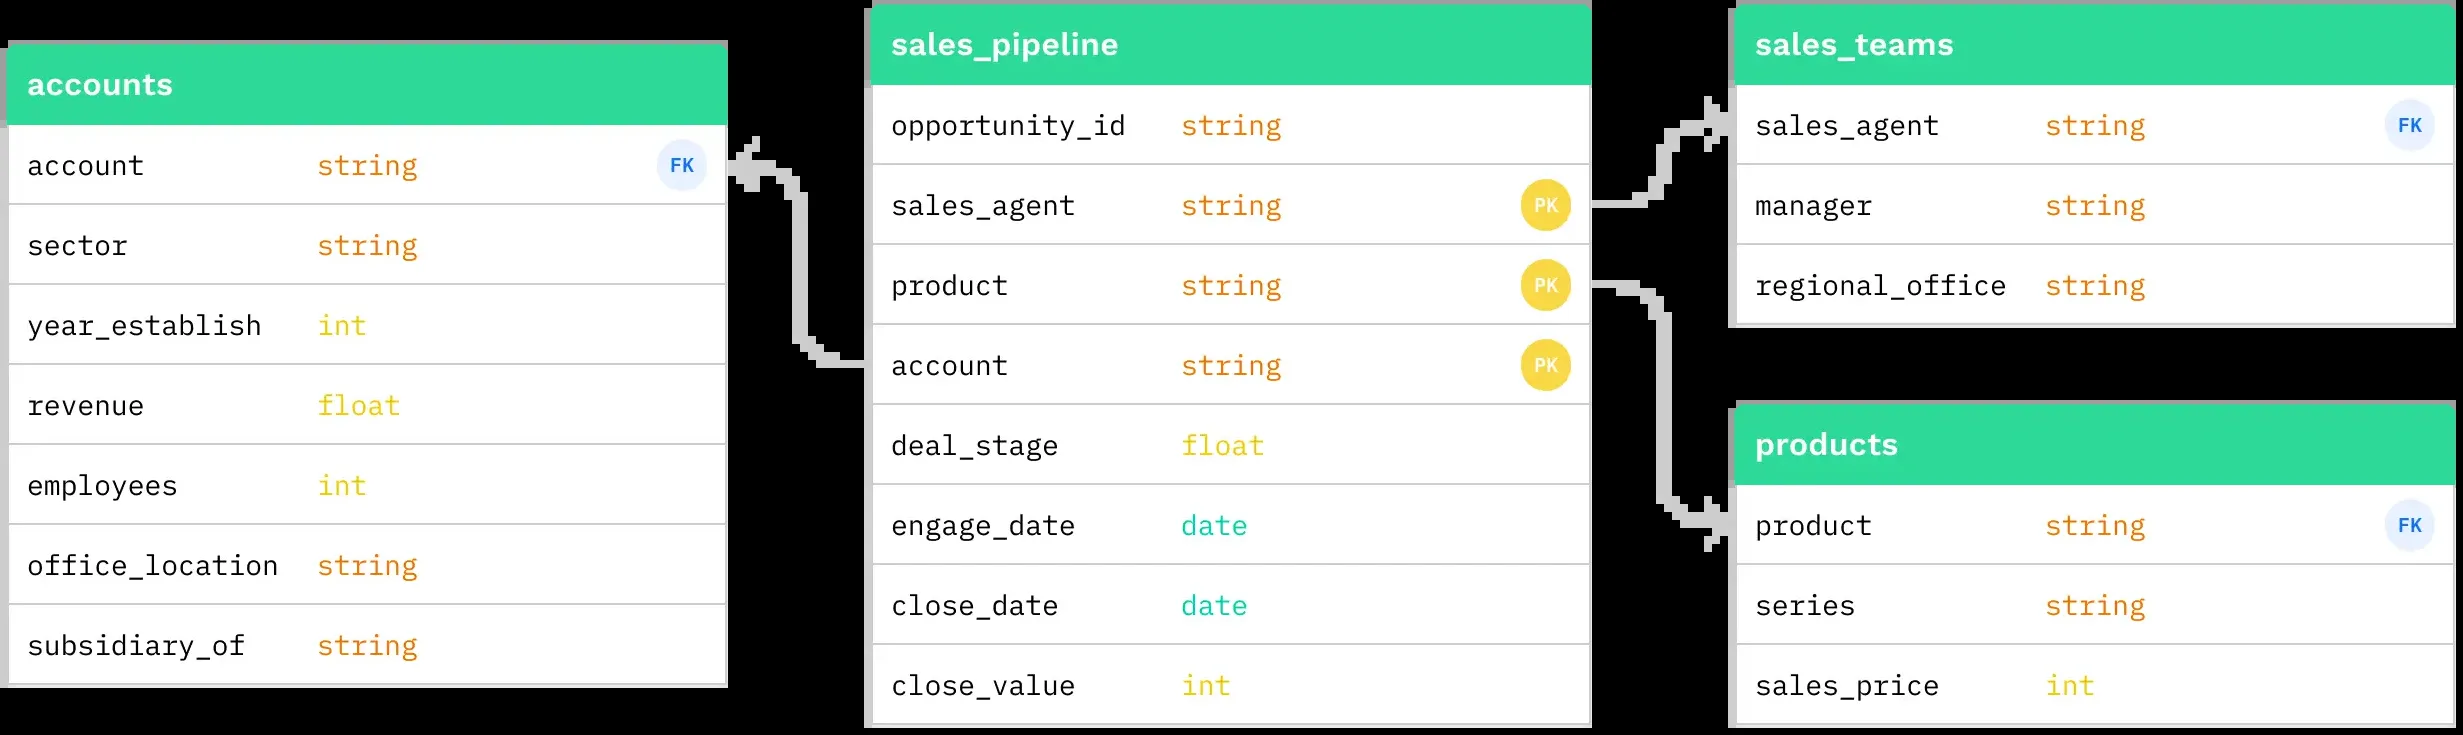 accounts
account string FK
sector string
year_establish int
revenue float
employees int
office_location string
subsidiary_of string
sales_pipeline
opportunity_id string
sales_agent string PK
product string PK
account string PK
deal_stage float
engage_date date
close_date date
close_value int
sales_teams
sales_agent string FK
manager string
regional_office string
products
product string FK
series string
sales_price int